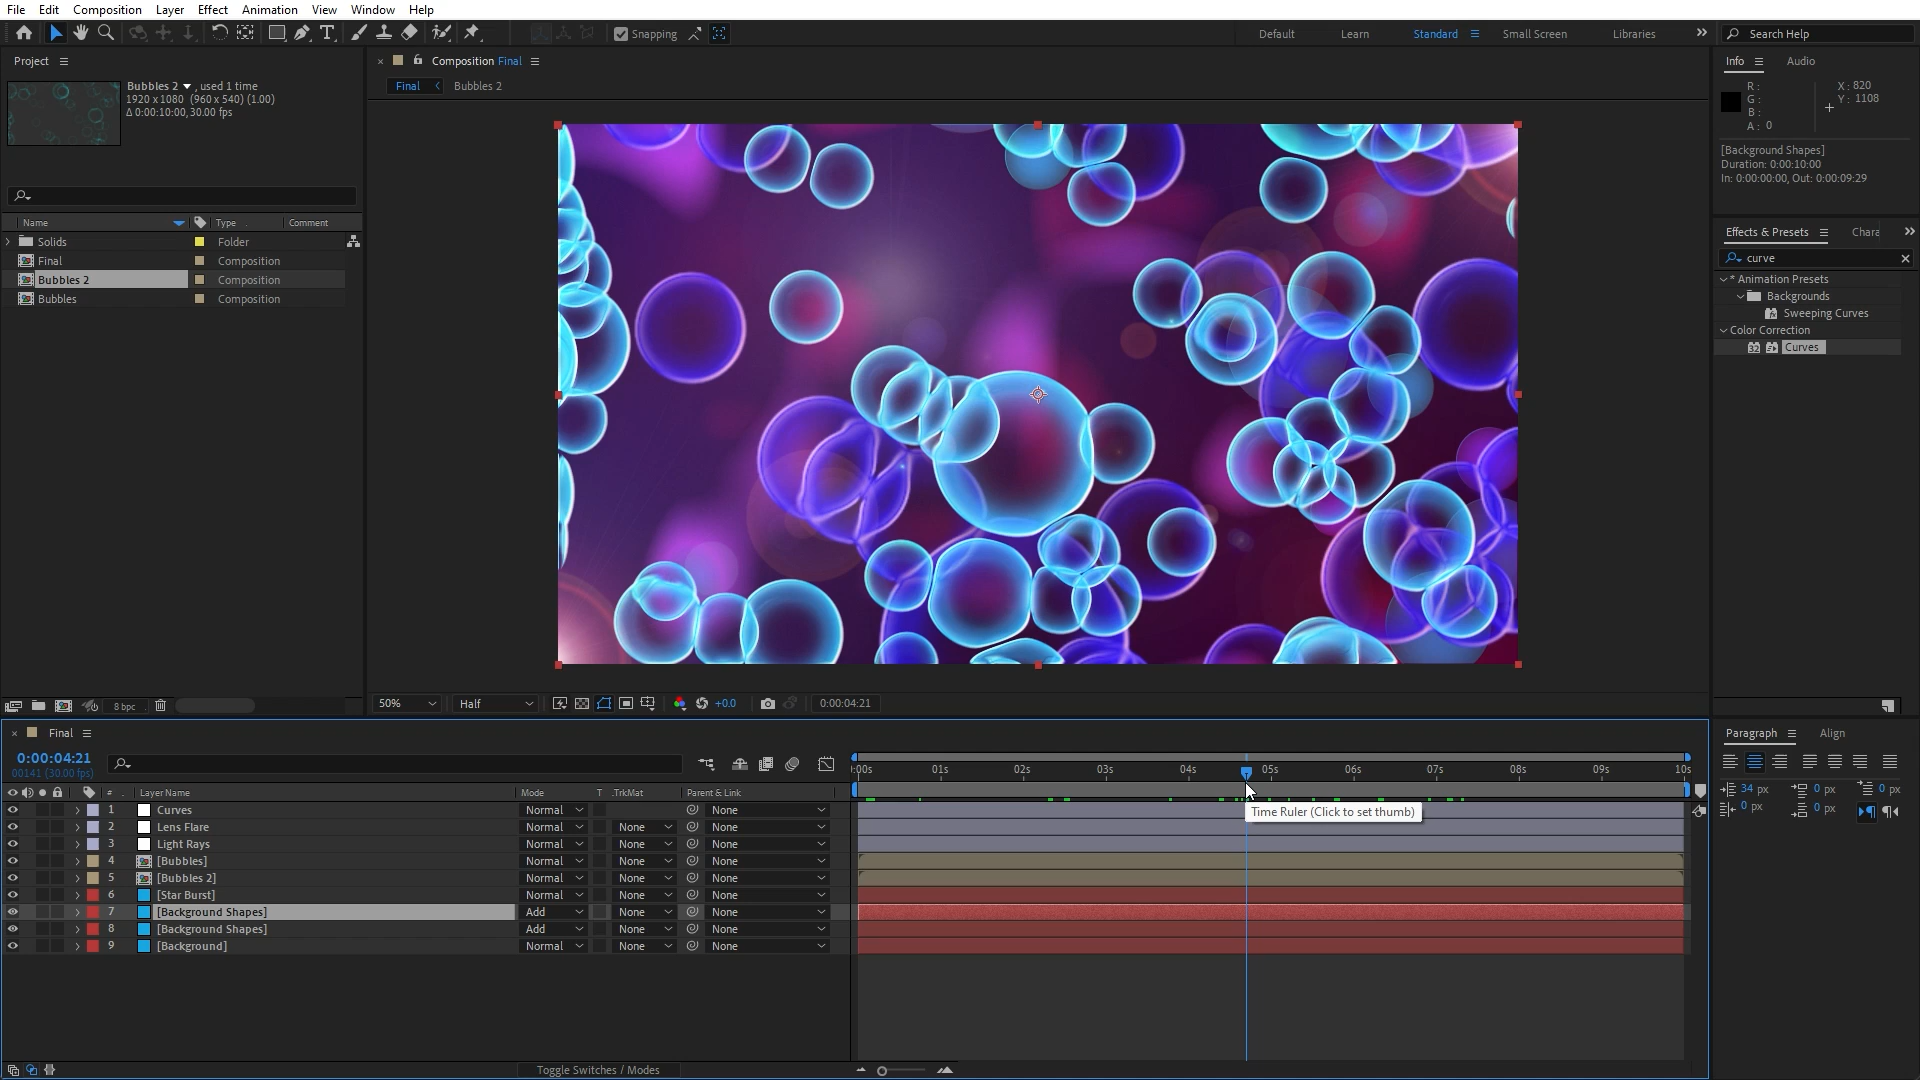 File Edit Composition Layer Effect Animation View Window Help
Snapping
Default Learn Standard Small Screen Libraries
Search Help
Project
Composition Final
Info Audio
Bubbles 2 , used 1 time
1920 x 1080 (960 x 540) (1.00)
Δ 0:00:10:00, 30.00 fps
Final Bubbles 2
R :
G :
B :
A : 0
X : 820
Y : 1108
[Background Shapes]
Duration: 0:00:10:00
In: 0:00:00:00, Out: 0:00:09:29
Name Type Comment
Solids Folder
Final Composition
Bubbles 2 Composition
Bubbles Composition
Effects & Presets Chara
curve
* Animation Presets
Backgrounds
Sweeping Curves
Color Correction
32 Curves
8 bpc
50% Half +0.0 0:00:04:21
Final
0:00:04:21
00141 (30.00 fps)
:00s 01s 02s 03s 04s 05s 06s 07s 08s 09s 10s
# Layer Name Mode T .TrkMat Parent & Link
1 Curves Normal None
2 Lens Flare Normal None None
3 Light Rays Normal None None
4 [Bubbles] Normal None None
5 [Bubbles 2] Normal None None
6 [Star Burst] Normal None None
7 [Background Shapes] Add None None
8 [Background Shapes] Add None None
9 [Background] Normal None None
Time Ruler (Click to set thumb)
Toggle Switches / Modes
Paragraph Align
34 px 0 px 0 px
0 px 0 px